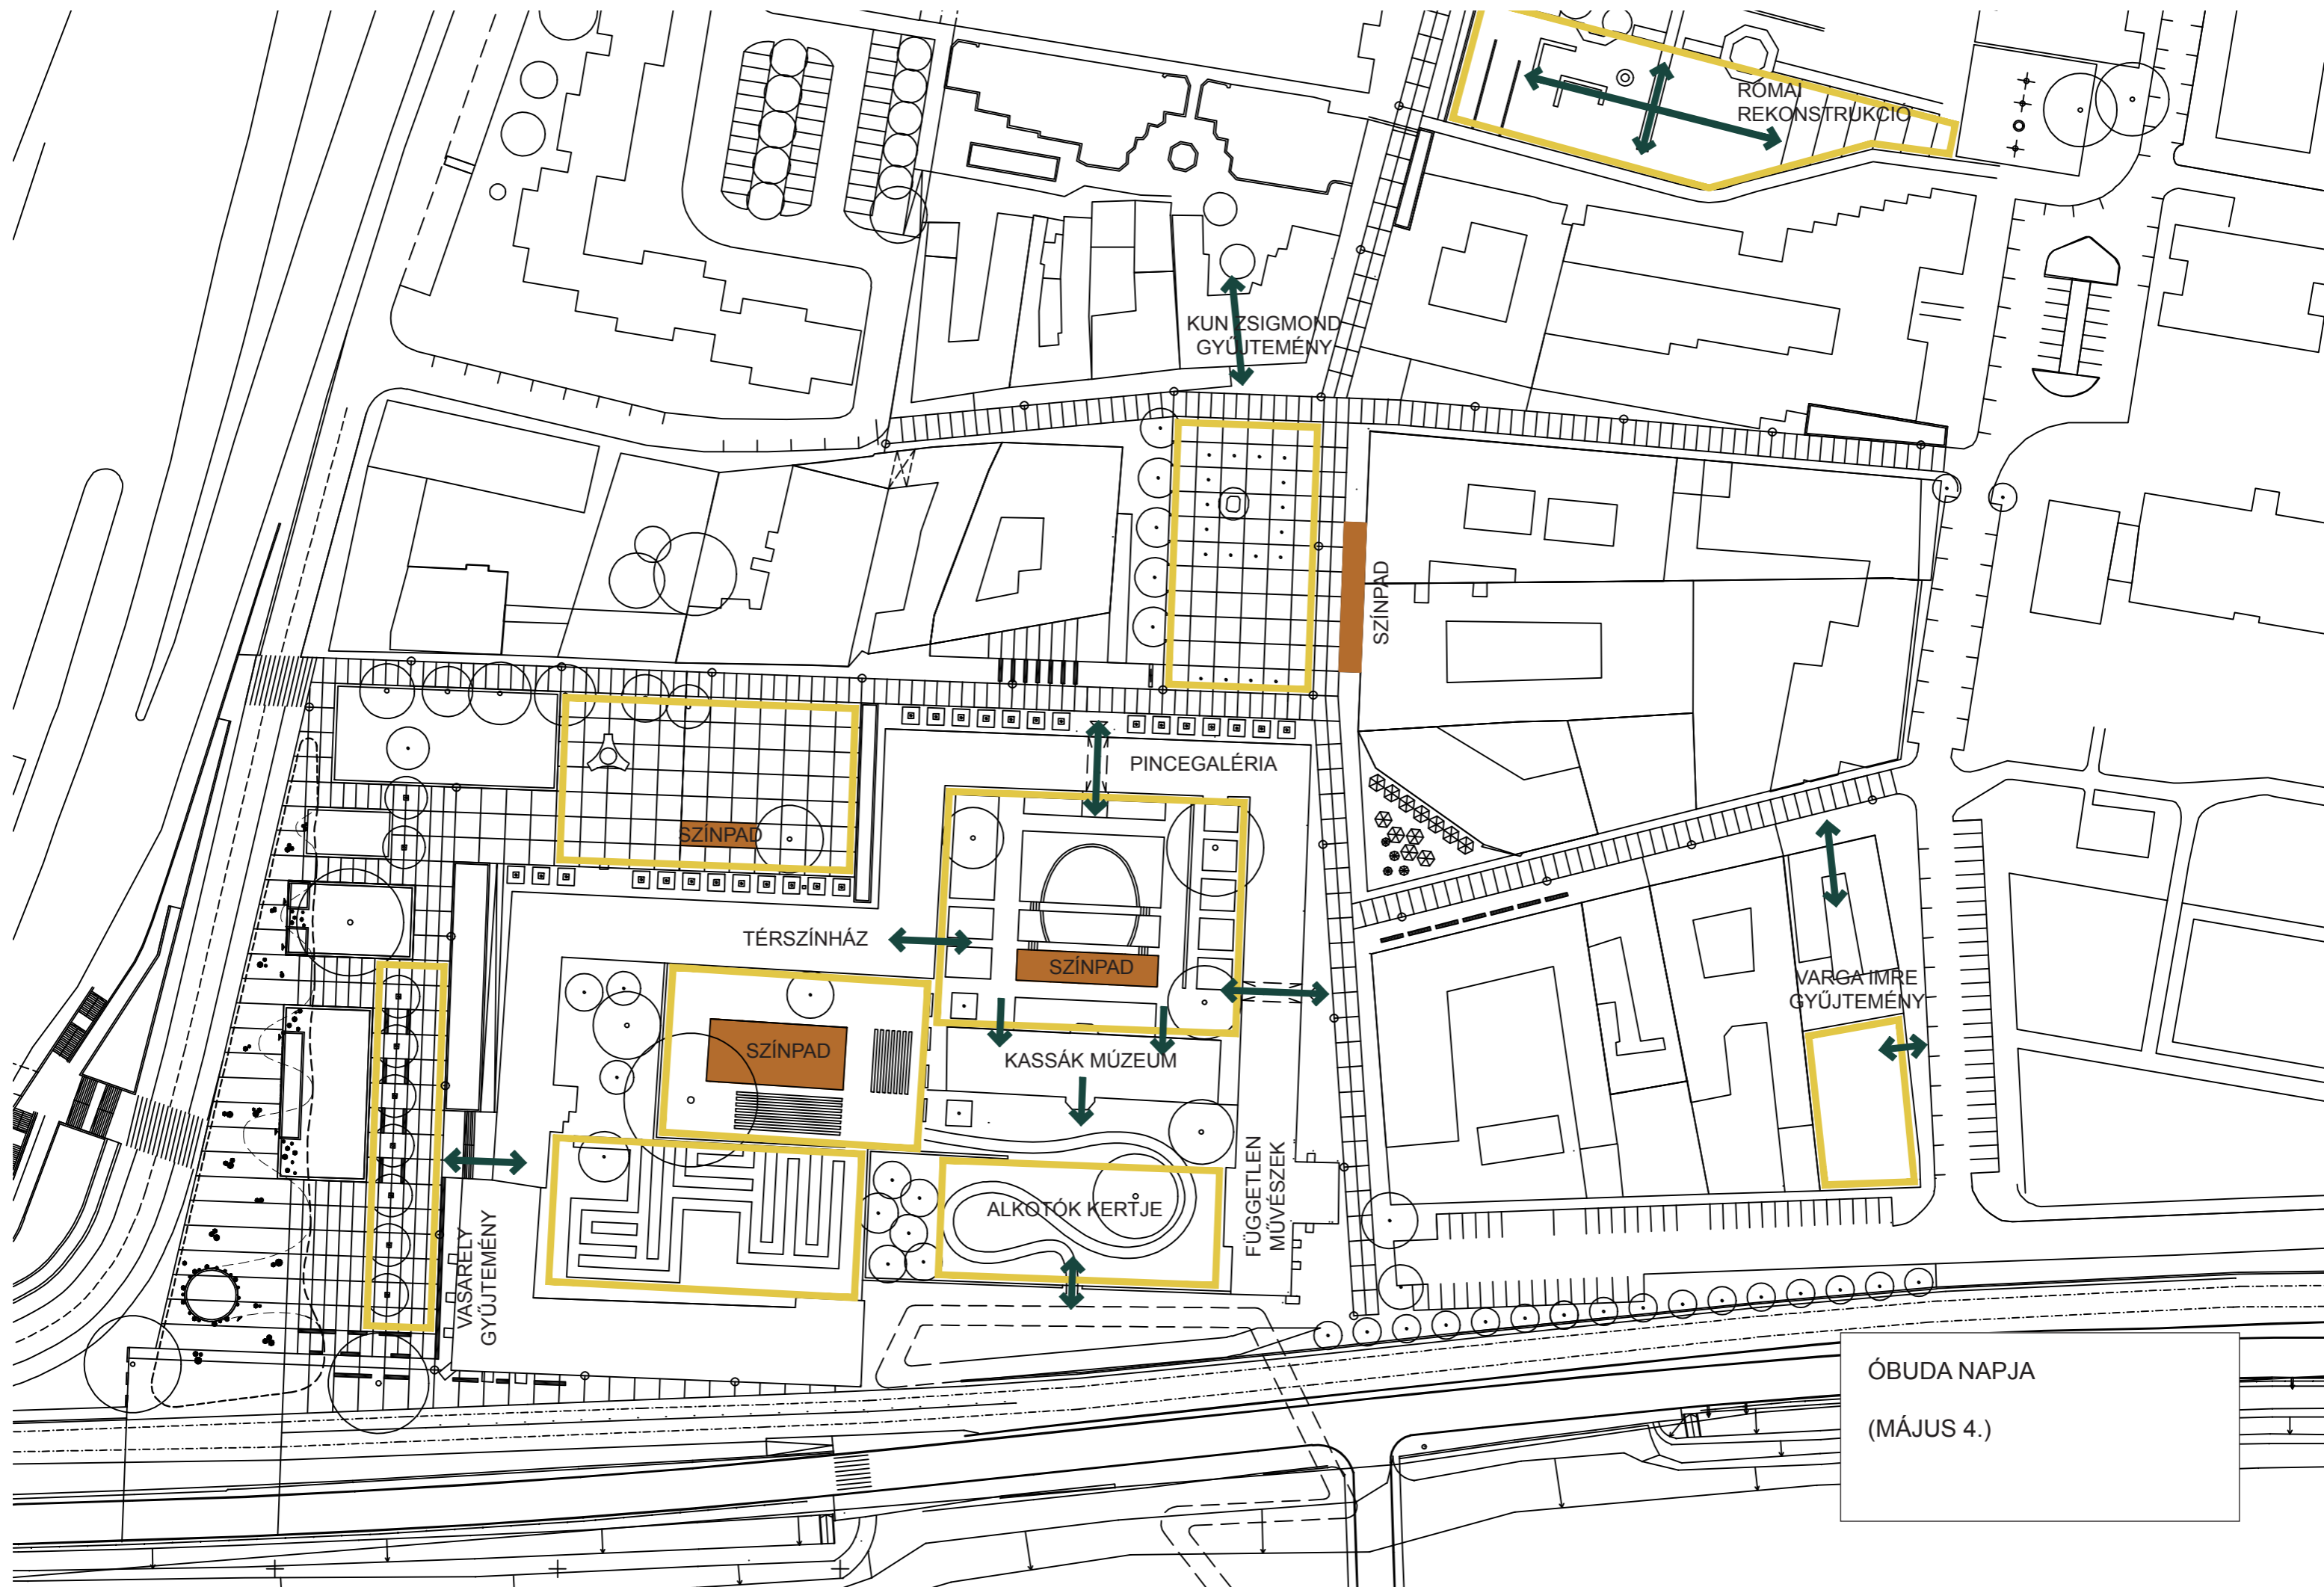 RÓMAI
REKONSTRUKCIÓ
KUN ZSIGMOND
GYŰJTEMÉNY
SZÍNPAD
PINCEGALÉRIA
SZÍNPAD
TÉRSZÍNHÁZ
SZÍNPAD
VARGA IMRE
GYŰJTEMÉNY
SZÍNPAD
KASSÁK MÚZEUM
ALKOTÓK KERTJE
FÜGGETLEN
MŰVÉSZEK
VASARELY
GYŰJTEMÉNY
ÓBUDA NAPJA
(MÁJUS 4.)